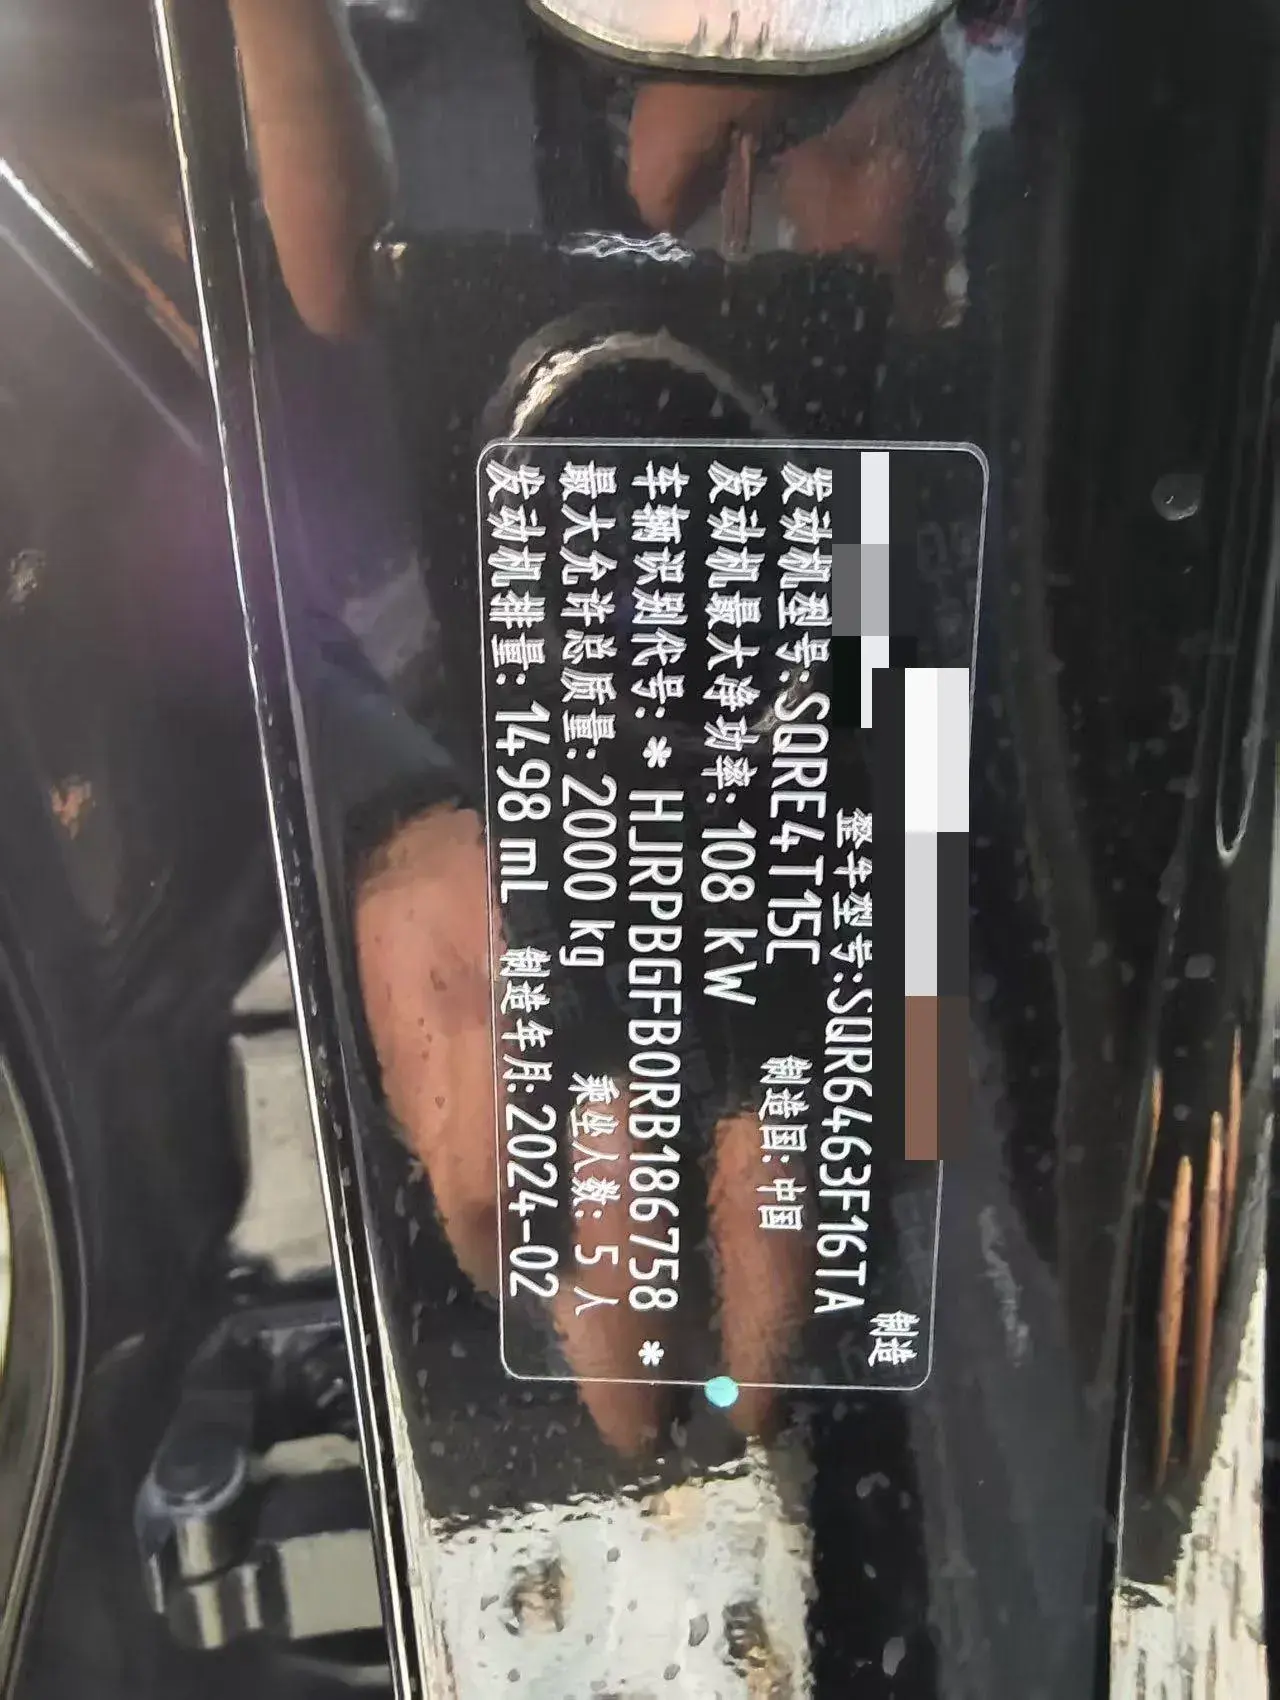 制造
整车型号:SQR6463F16TA
发动机型号:SQRE4T15C
发动机最大净功率: 108 kW 制造国: 中国
车辆识别代号: * HJRPBGFB0RB186758 *
最大允许总质量: 2000 kg 乘坐人数: 5 人
发动机排量: 1498 mL 制造年月: 2024-02